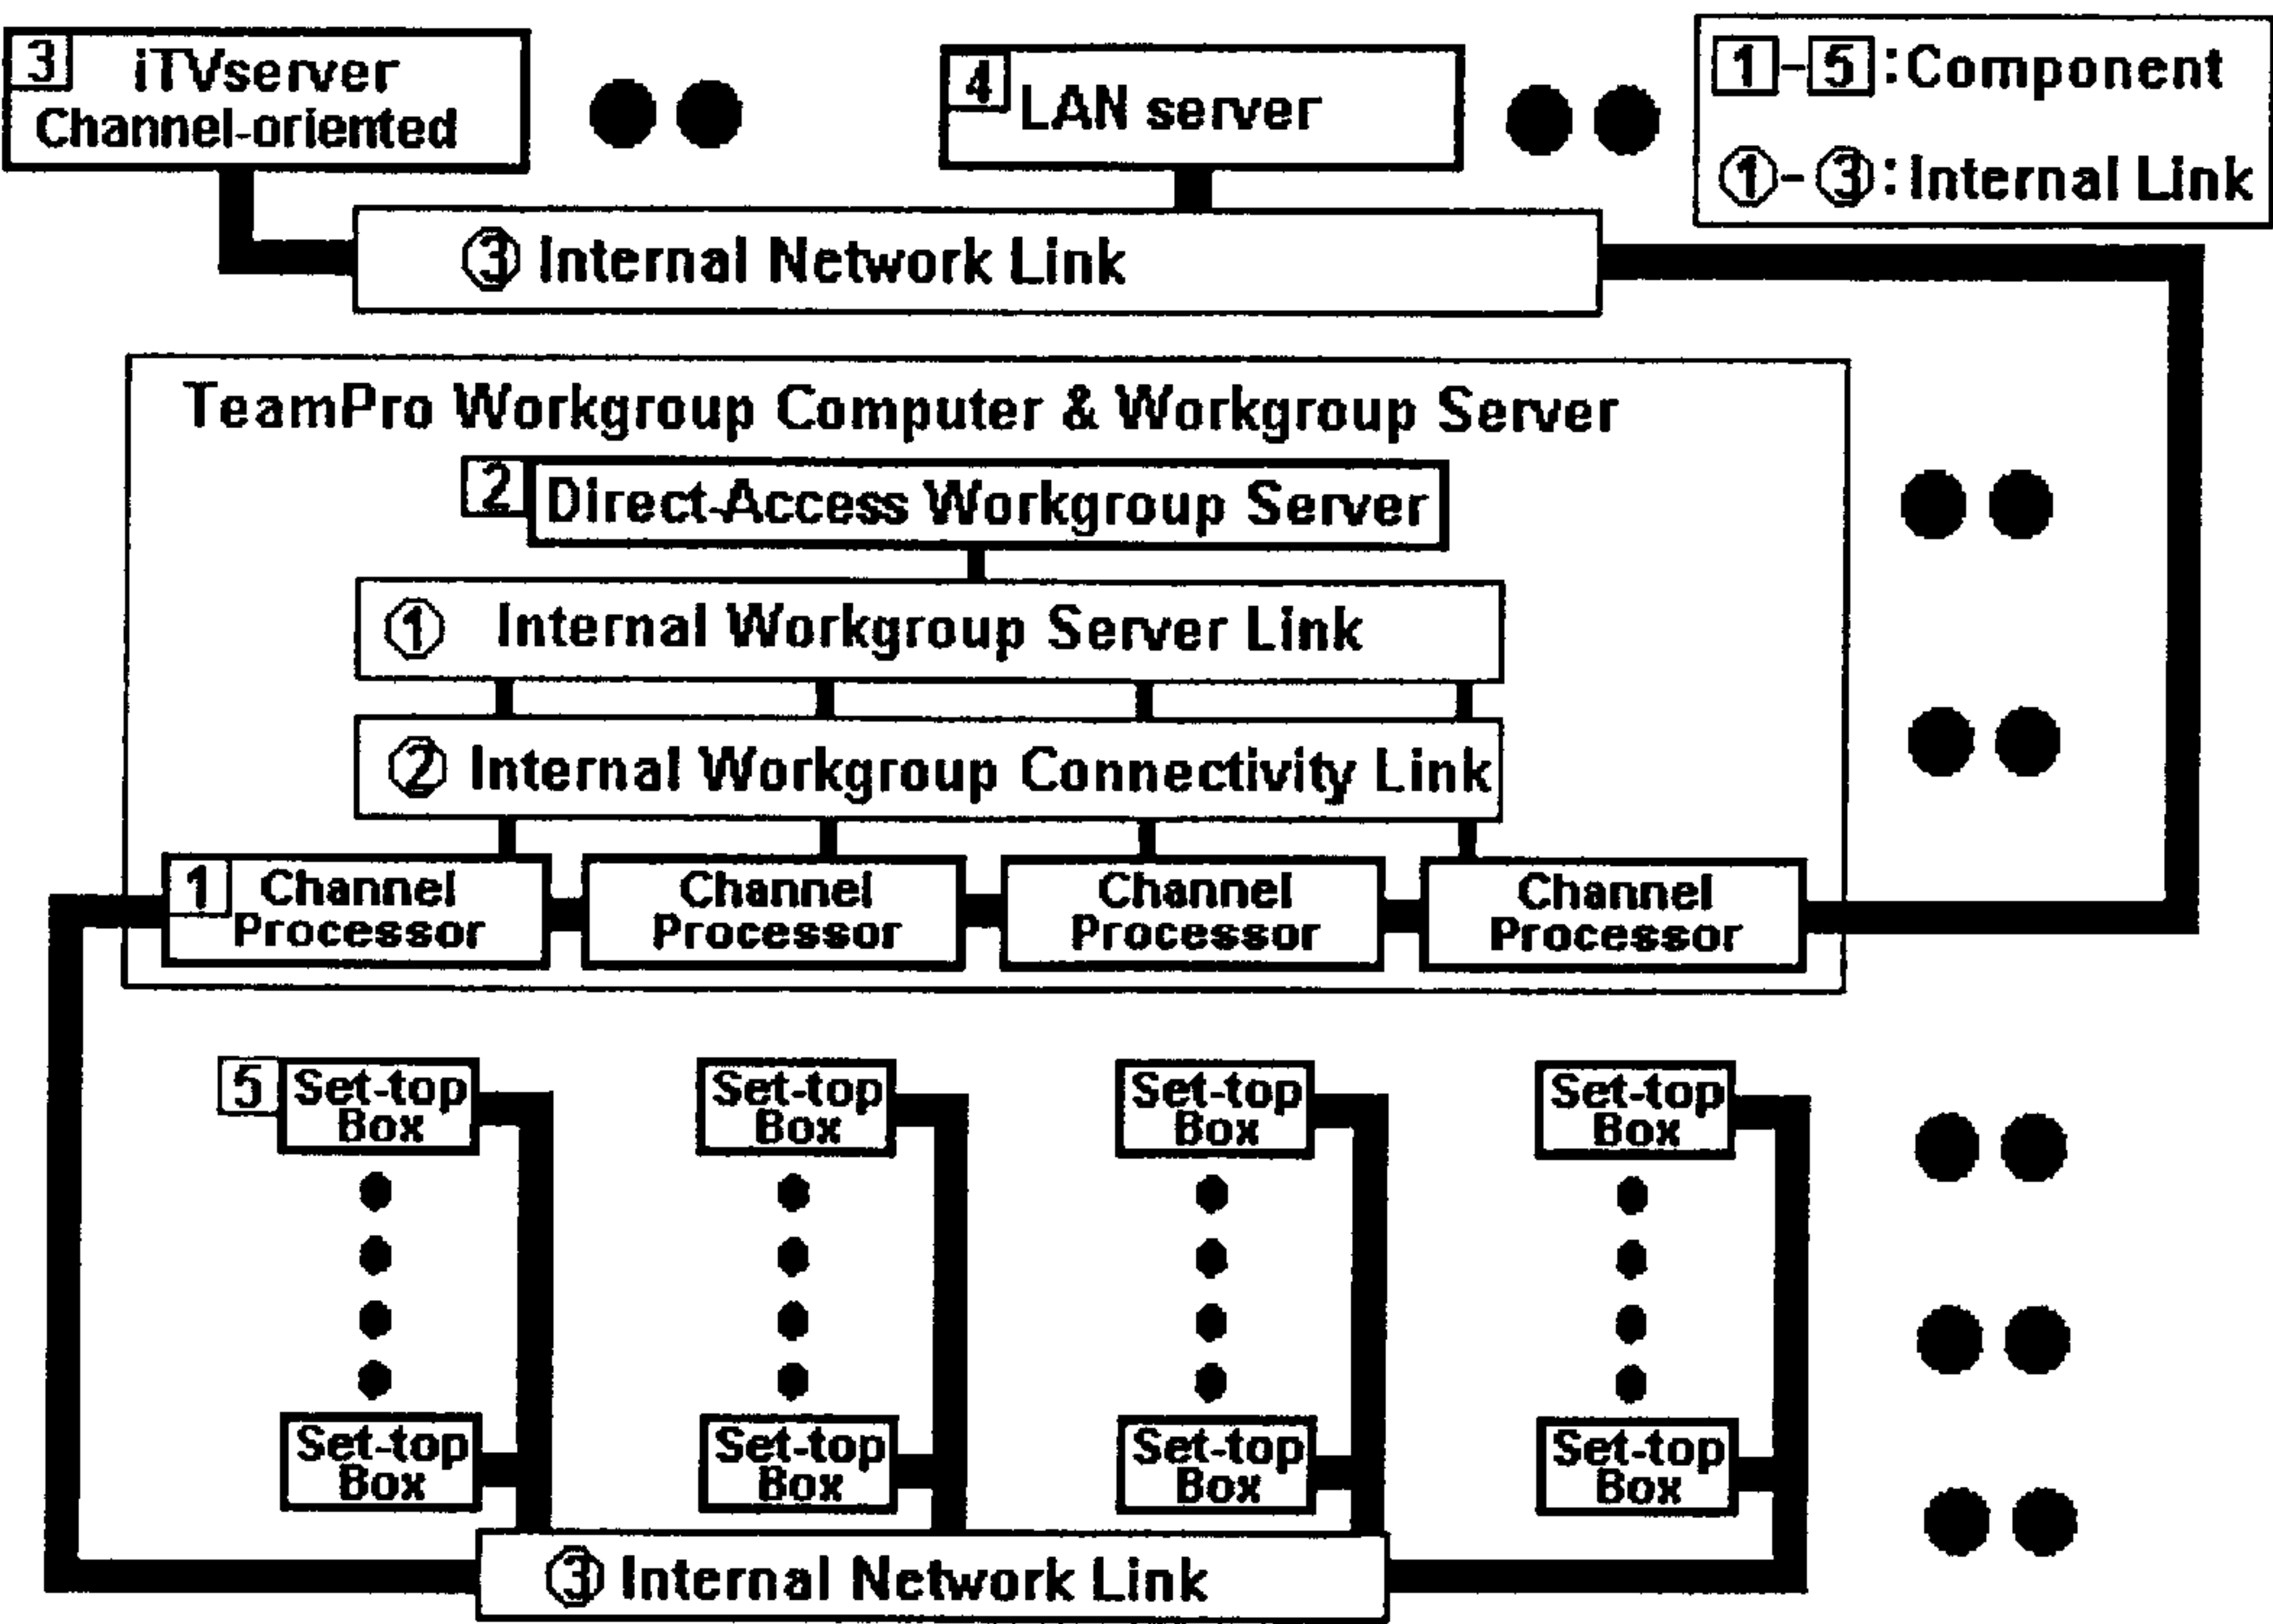 3 iTVserver
Channel-oriented
4 LAN server
1-5:Component
①-③:Internal Link
③ Internal Network Link
TeamPro Workgroup Computer & Workgroup Server
2 Direct-Access Workgroup Server
① Internal Workgroup Server Link
② Internal Workgroup Connectivity Link
1 Channel
Processor
Channel
Processor
Channel
Processor
Channel
Processor
5 Set-top
Box
Set-top
Box
Set-top
Box
Set-top
Box
Set-top
Box
Set-top
Box
Set-top
Box
Set-top
Box
③ Internal Network Link